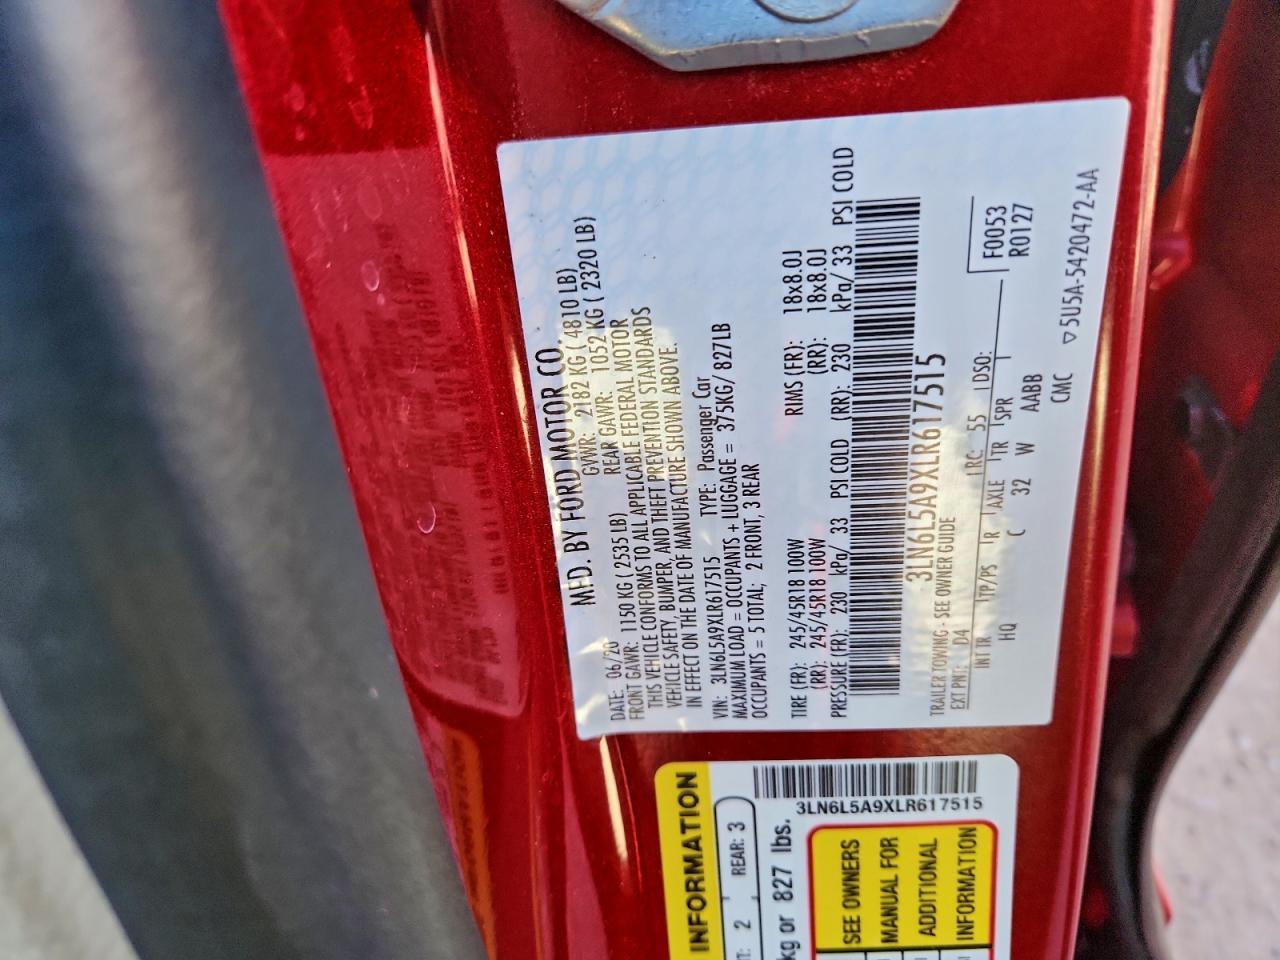 MFD. BY FORD MOTOR CO.
DATE: 06/20 GVWR: 2182 KG ( 4810 LB)
FRONT GAWR: 1150 KG ( 2535 LB) REAR GAWR: 1052 KG ( 2320 LB)
THIS VEHICLE CONFORMS TO ALL APPLICABLE FEDERAL MOTOR
VEHICLE SAFETY, BUMPER, AND THEFT PREVENTION STANDARDS
IN EFFECT ON THE DATE OF MANUFACTURE SHOWN ABOVE.
VIN: 3LN6L5A9XLR617515 TYPE: Passenger Car
MAXIMUM LOAD = OCCUPANTS + LUGGAGE = 375KG/ 827LB
OCCUPANTS = 5 TOTAL, 2 FRONT, 3 REAR
TIRE (FR): 245/45R18 100W RIMS (FR): 18x8.0J
(RR): 245/45R18 100W (RR): 18x8.0J
PRESSURE (FR): 230 kPa/ 33 PSI COLD (RR): 230 kPa/ 33 PSI COLD
3LN6L5A9XLR617515
TRAILER TOWING - SEE OWNER GUIDE
EXT PNT: D4 RC: 55 DSO:
INT TR TP/PS R AXLE TR SPR
HQ C 32 W AABB
F0053
R0127
CMC
▽5U5A-5420472-AA
INFORMATION
2 REAR: 3
kg or 827 lbs.
3LN6L5A9XLR617515
SEE OWNERS
MANUAL FOR
ADDITIONAL
INFORMATION